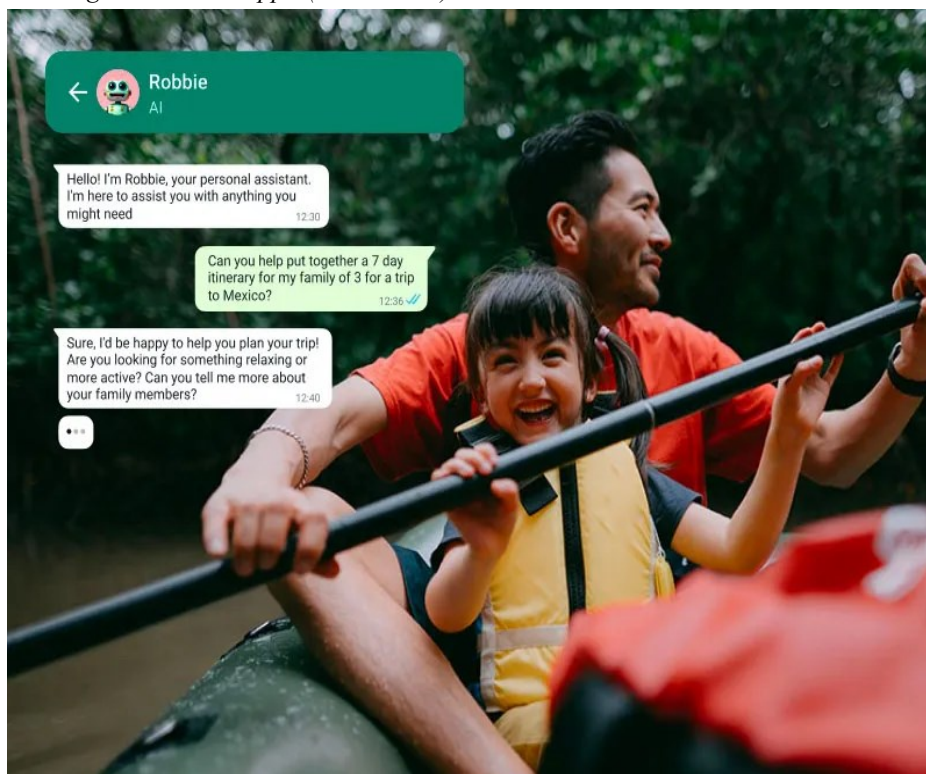 Robbie
AI
Hello! I'm Robbie, your personal assistant.
I'm here to assist you with anything you
might need
12:30
Can you help put together a 7 day
itinerary for my family of 3 for a trip
to Mexico?
12:36
Sure, I'd be happy to help you plan your trip!
Are you looking for something relaxing or
more active? Can you tell me more about
your family members?
12:40